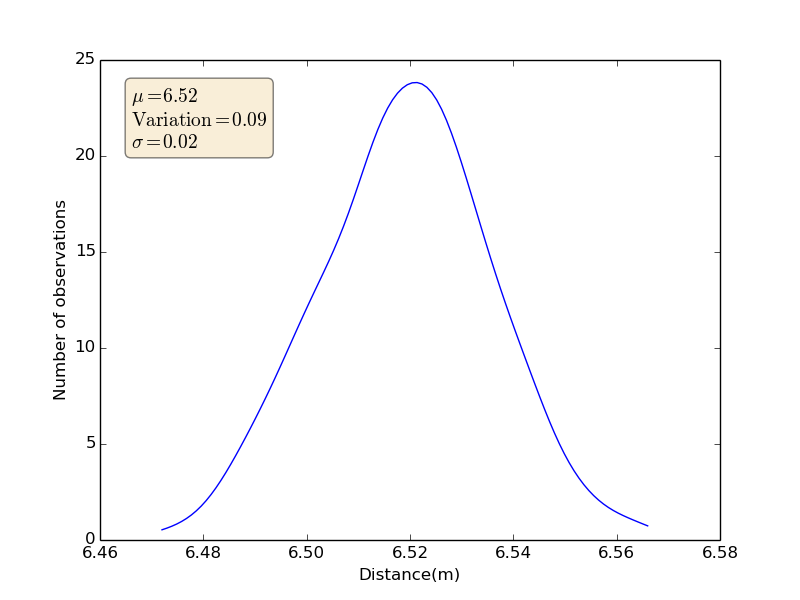 25
20
15
10
5
0
Number of observations
μ=6.52
Variation=0.09
σ=0.02
6.46 6.48 6.50 6.52 6.54 6.56 6.58
Distance(m)